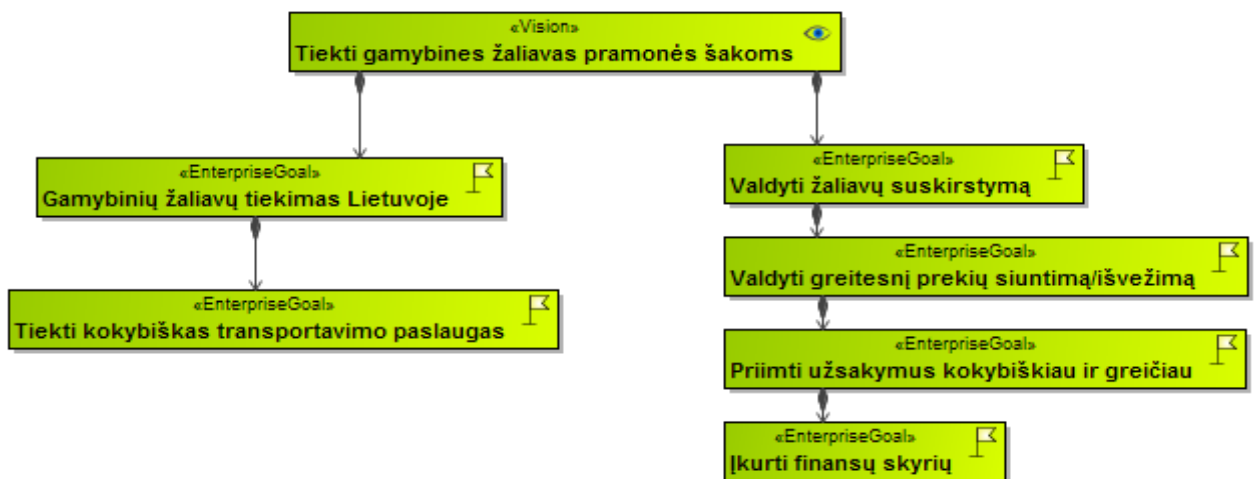 «Vision»
Tiekti gamybines žaliavas pramonės šakoms
«EnterpriseGoal»
Gamybinių žaliavų tiekimas Lietuvoje
«EnterpriseGoal»
Tiekti kokybiškas transportavimo paslaugas
«EnterpriseGoal»
Valdyti žaliavų suskirstymą
«EnterpriseGoal»
Valdyti greitesnį prekių siuntimą/išvežimą
«EnterpriseGoal»
Priimti užsakymus kokybiškiau ir greičiau
«EnterpriseGoal»
Įkurti finansų skyrių